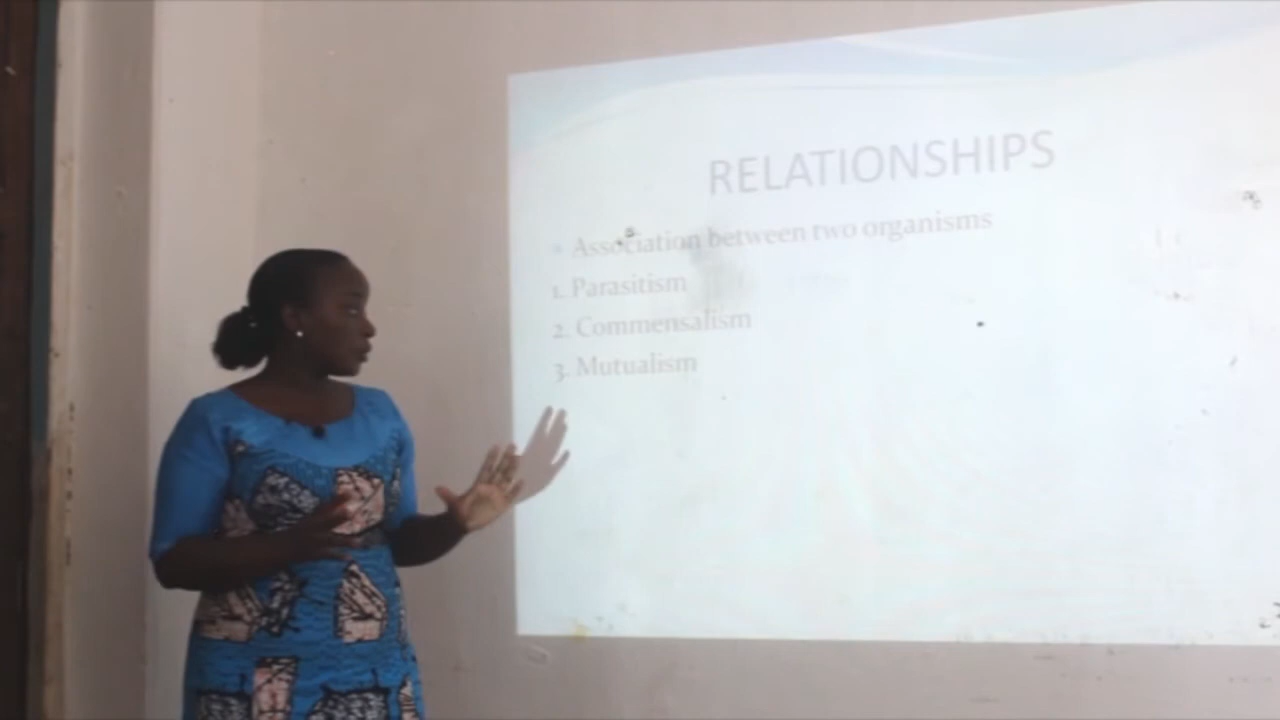 RELATIONSHIPS
Association between two organisms
1. Parasitism
2. Commensalism
3. Mutualism